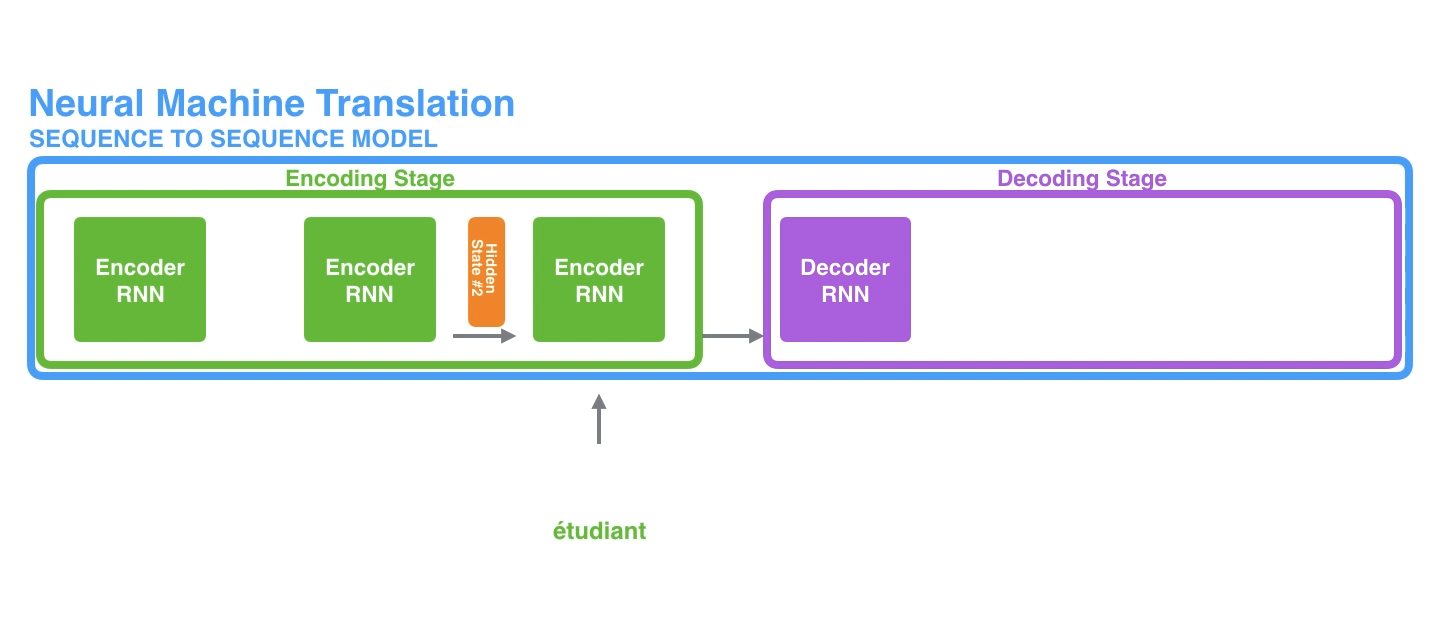 Neural Machine Translation
SEQUENCE TO SEQUENCE MODEL
Encoding Stage
Decoding Stage
Encoder
RNN
Encoder
RNN
Hidden
State #2
Encoder
RNN
Decoder
RNN
étudiant